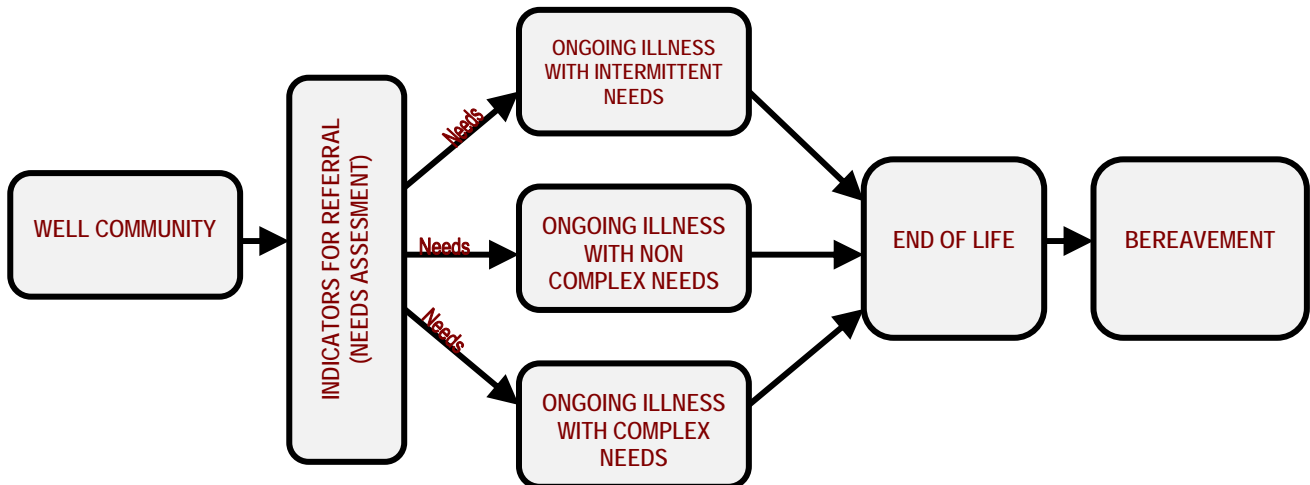 WELL COMMUNITY
INDICATORS FOR REFERRAL
(NEEDS ASSESMENT)
Needs
ONGOING ILLNESS
WITH INTERMITTENT
NEEDS
Needs
ONGOING ILLNESS
WITH NON
COMPLEX NEEDS
Needs
ONGOING ILLNESS
WITH COMPLEX
NEEDS
END OF LIFE
BEREAVEMENT